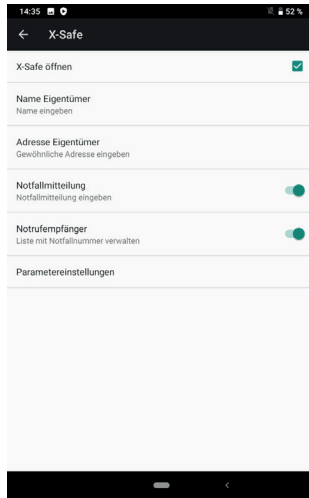 14:35 52 %
X-Safe
X-Safe öffnen
Name Eigentümer
Name eingeben
Adresse Eigentümer
Gewöhnliche Adresse eingeben
Notfallmitteilung
Notfallmitteilung eingeben
Notrufempfänger
Liste mit Notfallnummer verwalten
Parametereinstellungen